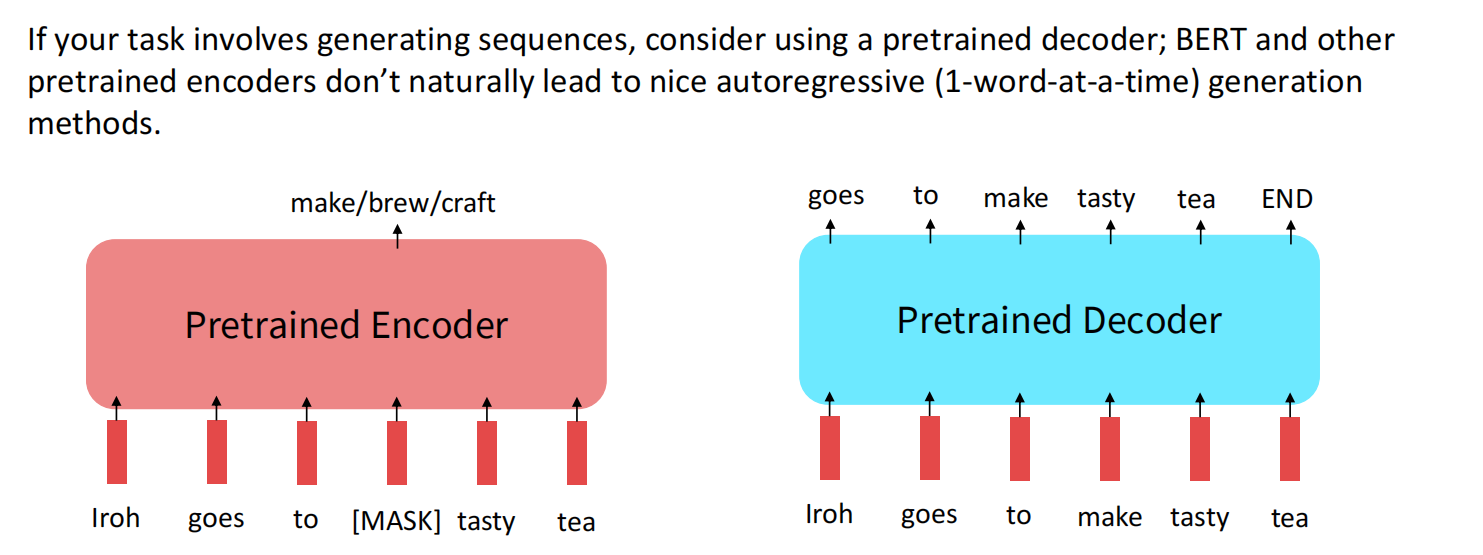 If your task involves generating sequences, consider using a pretrained decoder; BERT and other
pretrained encoders don’t naturally lead to nice autoregressive (1-word-at-a-time) generation
methods.
make/brew/craft
Pretrained Encoder
Iroh goes to [MASK] tasty tea
goes to make tasty tea END
Pretrained Decoder
Iroh goes to make tasty tea